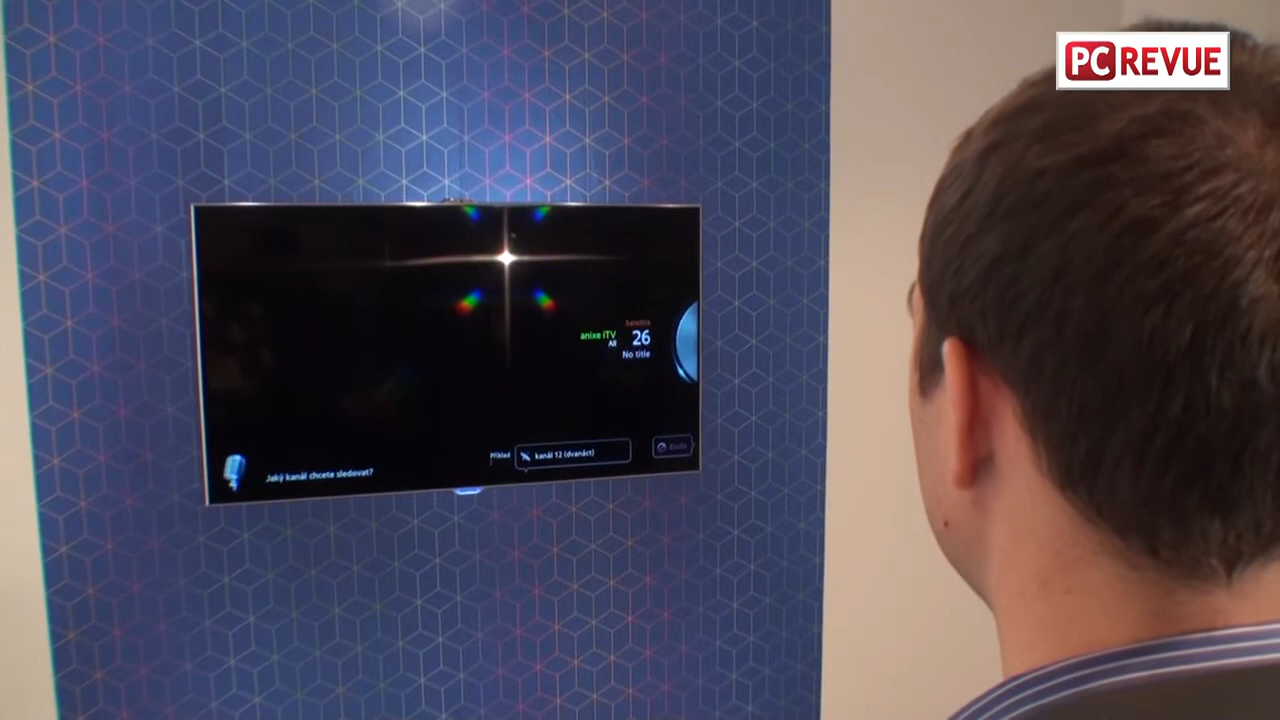 PC REVUE
anixe iTV
26
All
No title
Příklad
kanál 12 (dvanáct)
Jaký kanál chcete sledovat?